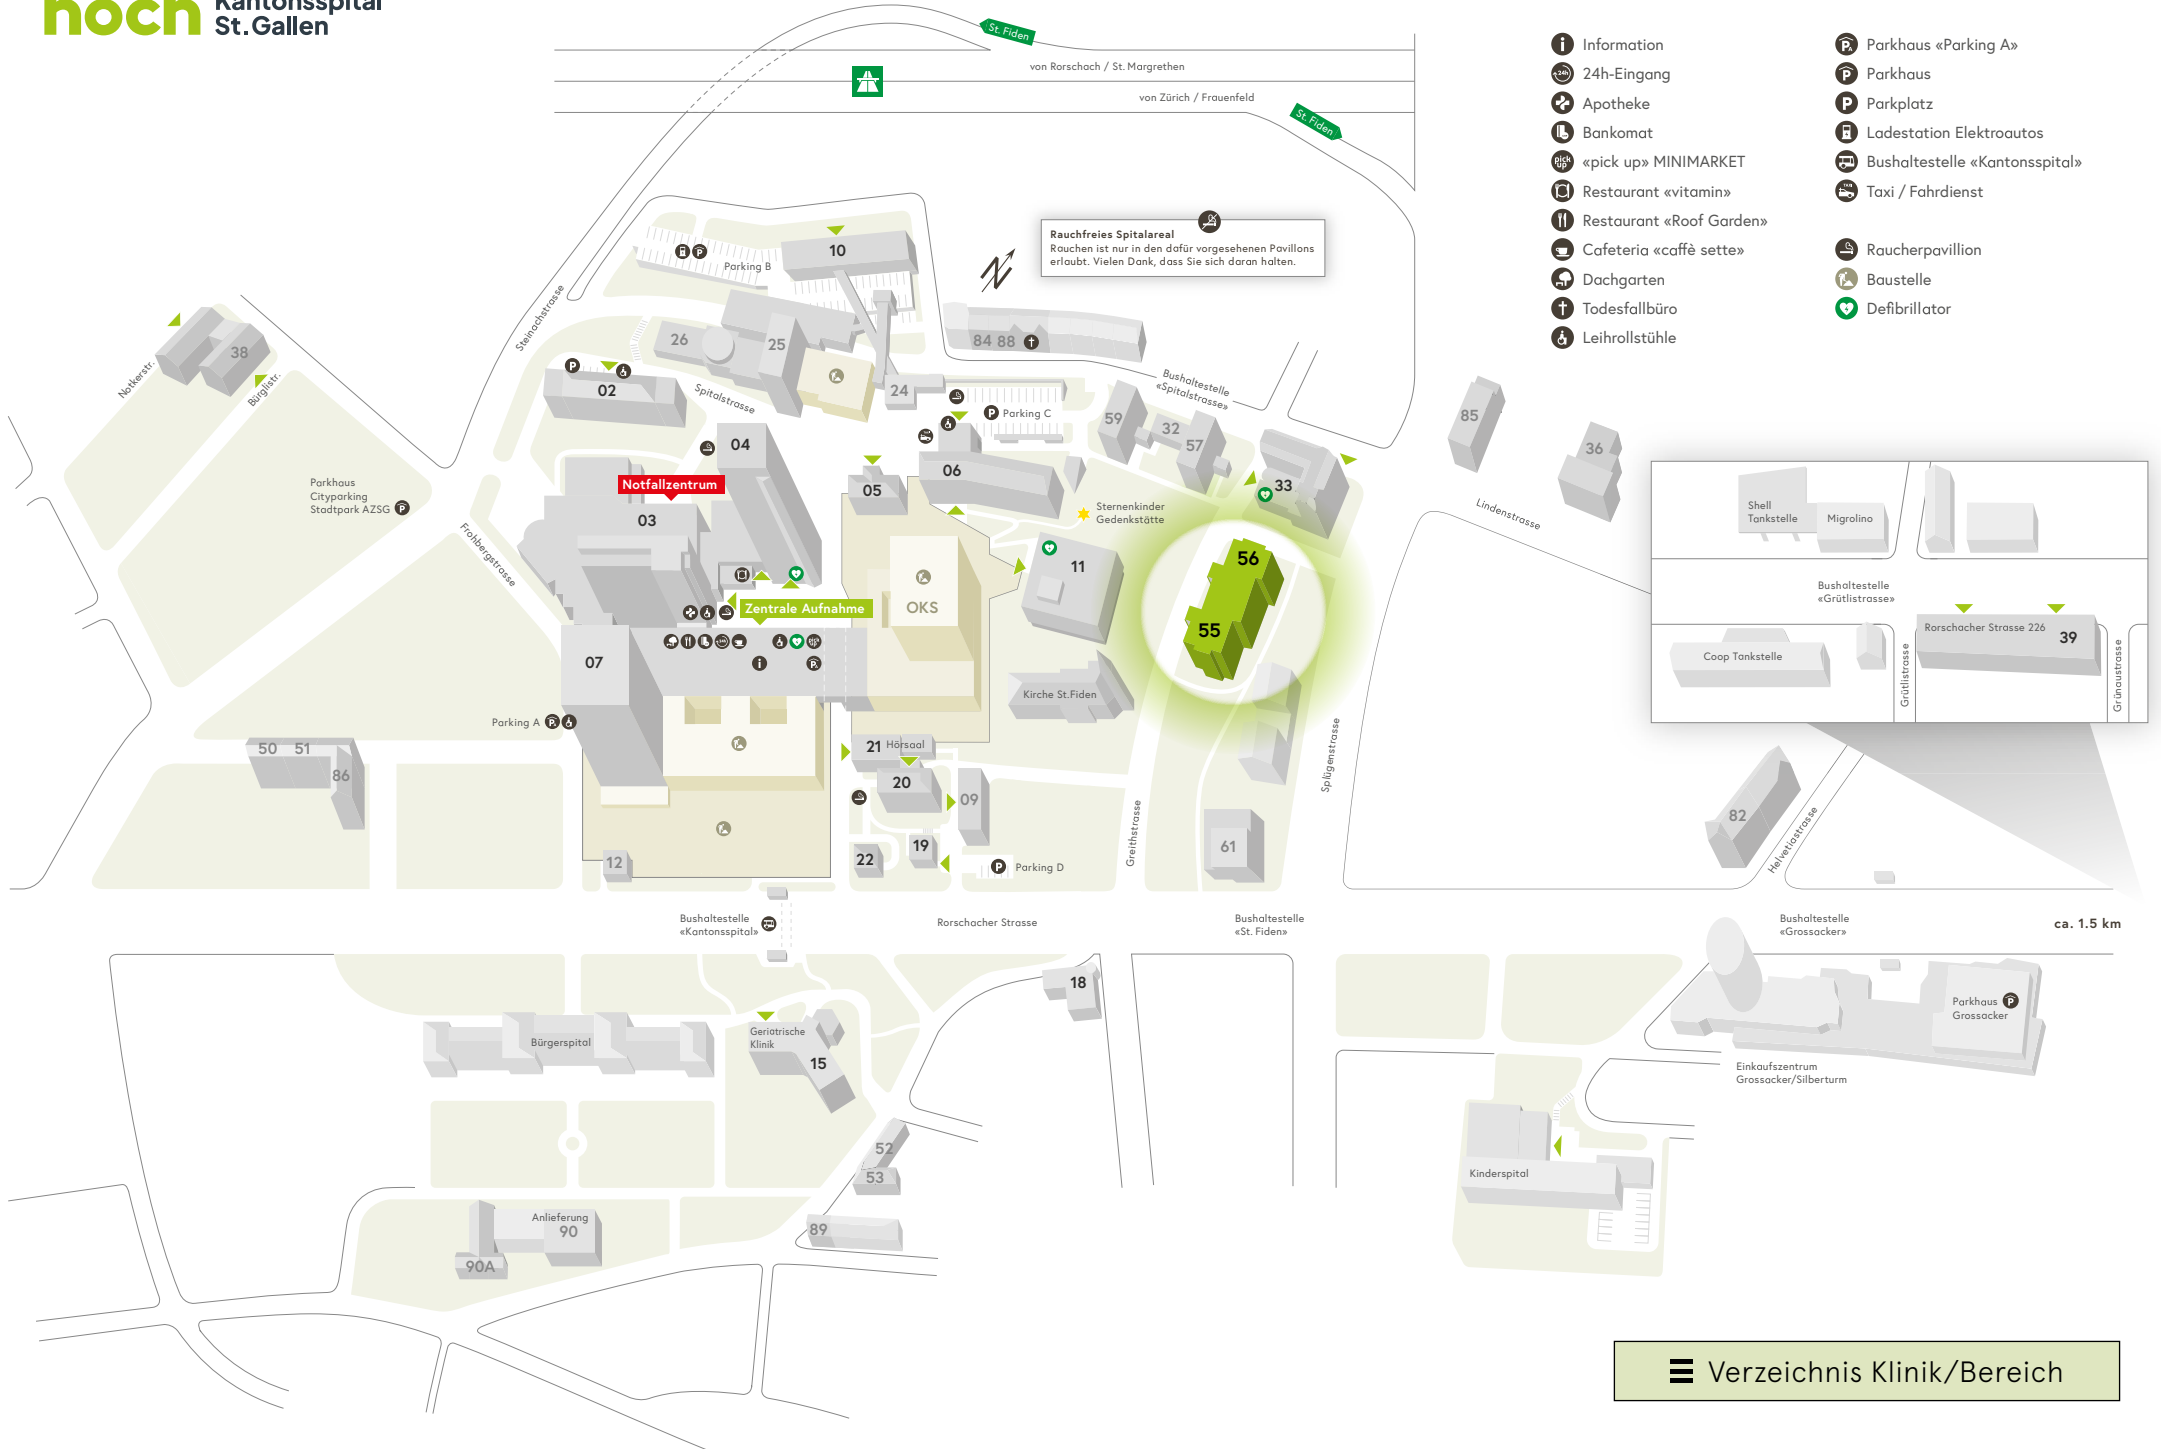 noch Kantonsspital
St.Gallen
St. Fiden
von Rorschach / St. Margrethen
von Zürich / Frauenfeld
St. Fiden
Information
24h-Eingang
Apotheke
Bankomat
«pick up» MINIMARKET
Restaurant «vitamin»
Restaurant «Roof Garden»
Cafeteria «caffè sette»
Dachgarten
Todesfallbüro
Leihrollstühle
Parkhaus «Parking A»
Parkhaus
Parkplatz
Ladestation Elektroautos
Bushaltestelle «Kantonsspital»
Taxi / Fahrdienst
Raucherpavillion
Baustelle
Defibrillator
Rauchfreies Spitalareal
Rauchen ist nur in den dafür vorgesehenen Pavillons
erlaubt. Vielen Dank, dass Sie sich daran halten.
N
Parking B
10
Steinachstrasse
26
25
84 88
38
Notkerstr.
Bürglistr.
02
Spitalstrasse
24
Bushaltestelle
«Spitalstrasse»
Parking C
59
32
57
85
36
04
Notfallzentrum
03
05
06
33
Parkhaus
Cityparking
Stadtpark AZSG
Frohbergstrasse
Sternenkinder
Gedenkstätte
Lindenstrasse
Shell
Tankstelle
Migrolino
Bushaltestelle
«Grütlistrasse»
Rorschacher Strasse 226
39
Coop Tankstelle
Grütlistrasse
Grünaustrasse
11
56
55
OKS
Zentrale Aufnahme
07
Kirche St.Fiden
Parking A
21 Hörsaal
20
09
50 51
86
Splügenstrasse
Greithstrasse
82
Helvetiastrasse
61
12
22
19
Parking D
Bushaltestelle
«Kantonsspital»
Rorschacher Strasse
Bushaltestelle
«St. Fiden»
Bushaltestelle
«Grossacker»
ca. 1.5 km
18
Parkhaus
Grossacker
Bürgerspital
Geriatrische
Klinik
15
Einkaufszentrum
Grossacker/Silberturm
52
53
Kinderspital
89
Anlieferung
90
90A
Verzeichnis Klinik/Bereich